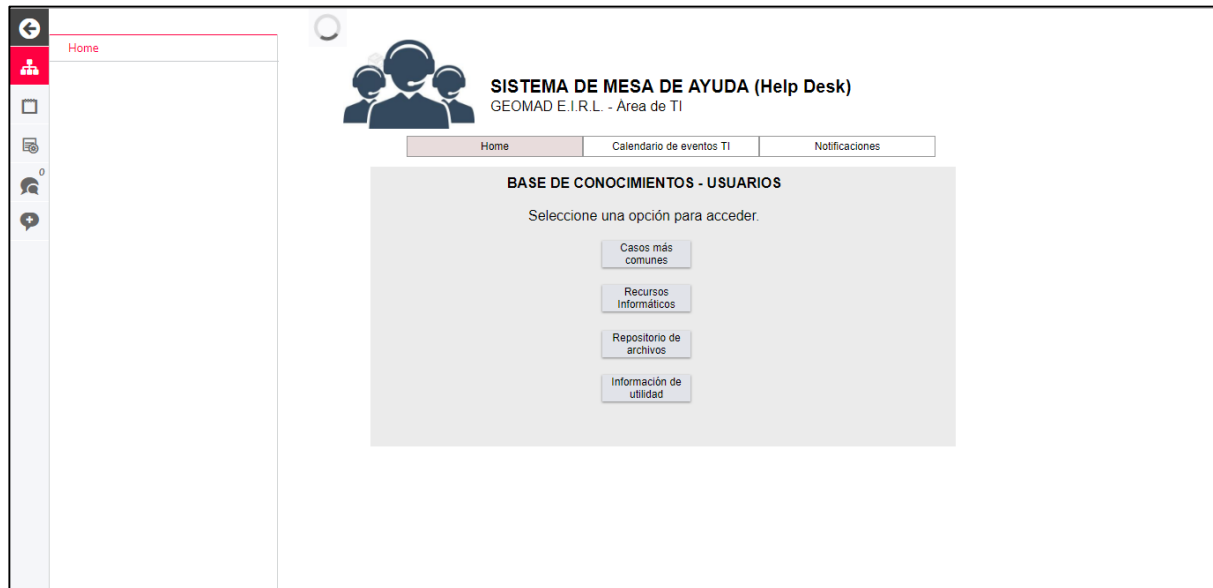 Home
0
SISTEMA DE MESA DE AYUDA (Help Desk)
GEOMAD E.I.R.L. - Área de TI
Home
Calendario de eventos TI
Notificaciones
BASE DE CONOCIMIENTOS - USUARIOS
Seleccione una opción para acceder.
Casos más
comunes
Recursos
Informáticos
Repositorio de
archivos
Información de
utilidad